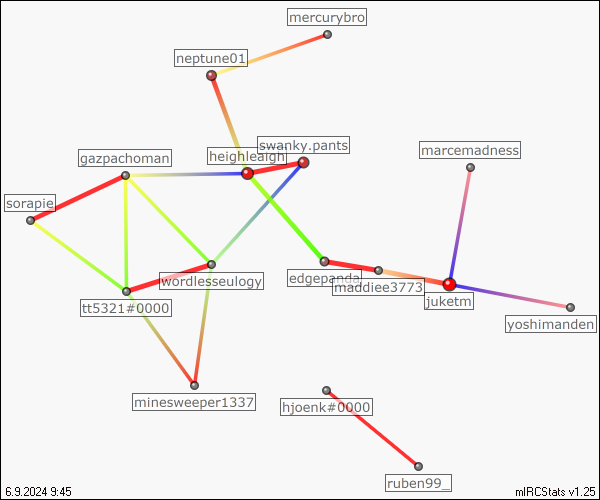 mercurybro
neptune01
swanky.pants
marcemadness
gazpachoman
heighleaigh
sorapie
edgepanda
wordlesseulogy
maddiee3773
tt5321#0000
juketm
yoshimanden
minesweeper1337
hjoenk#0000
ruben99_
6.9.2024 9:45
mIRCStats v1.25